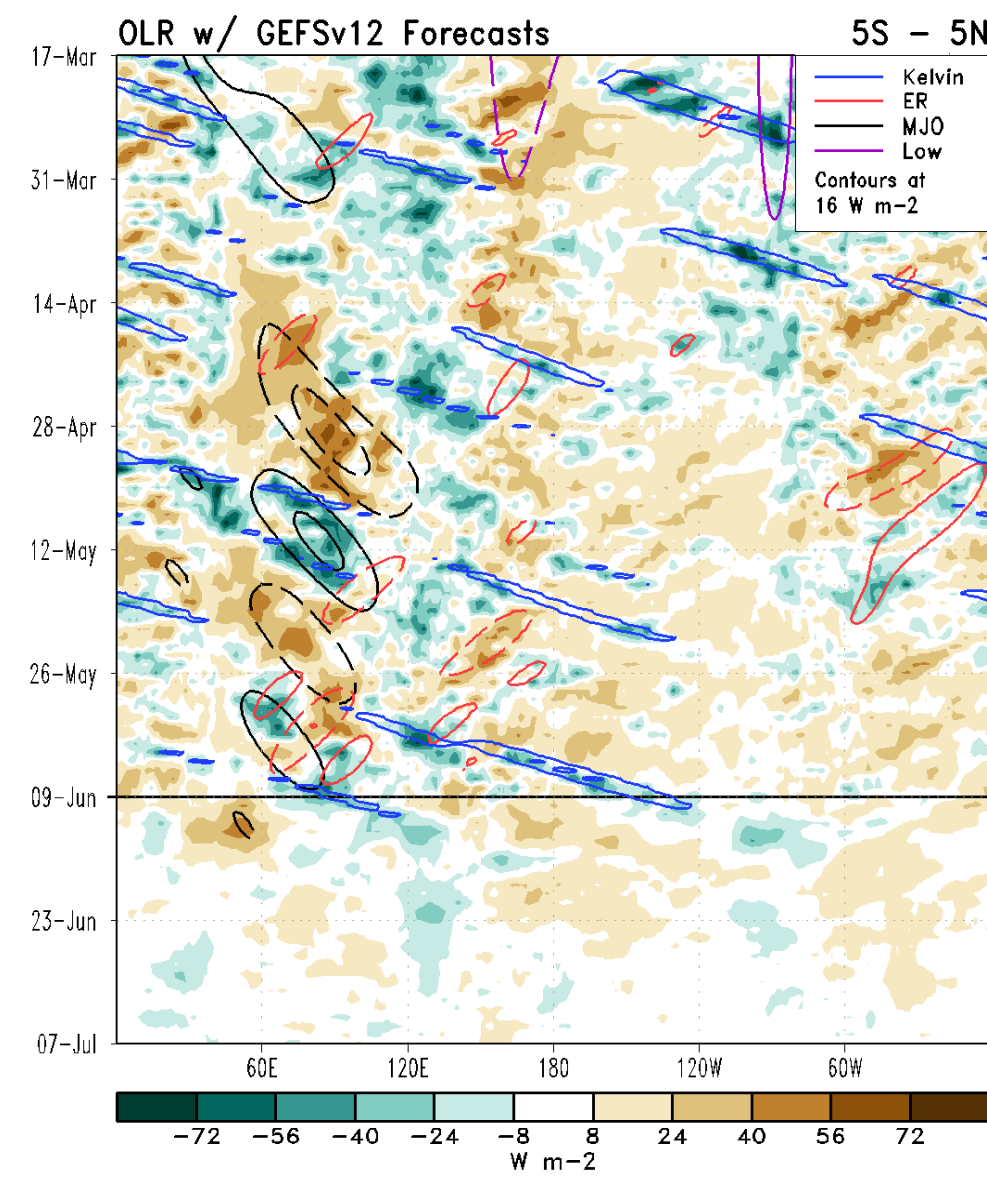 OLR w/ GEFSv12 Forecasts 5S - 5N
17-Mar
Kelvin
ER
MJO
Low
31-Mar
Contours at
16 W m-2
14-Apr
28-Apr
12-May
26-May
09-Jun
23-Jun
07-Jul
60E 120E 180 120W 60W
-72 -56 -40 -24 -8 8 24 40 56 72
W m-2